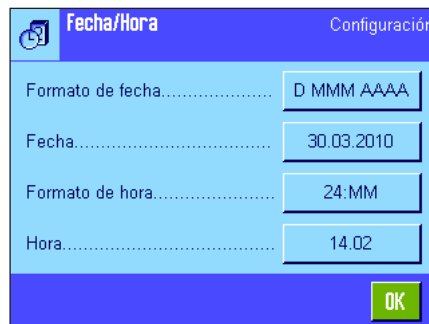 Fecha/Hora Configuración
Formato de fecha.................... D MMM AAAA
Fecha................................... 30.03.2010
Formato de hora...................... 24:MM
Hora...................................... 14.02
OK